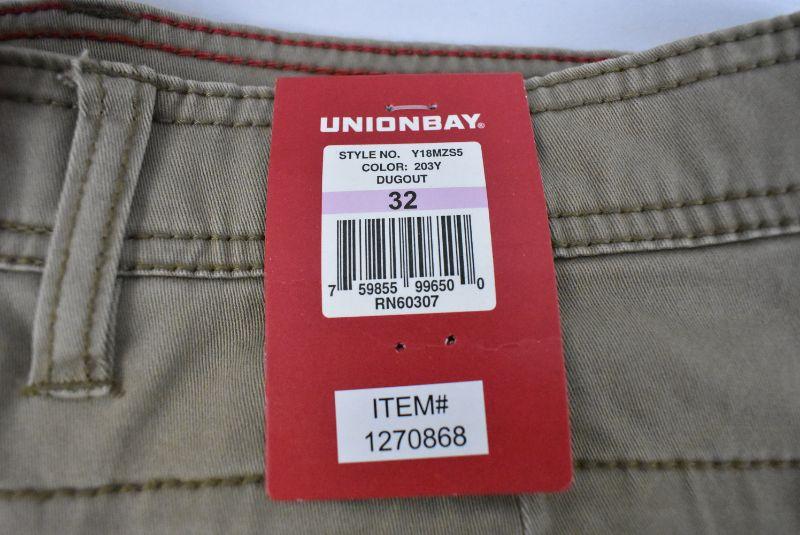 UNIONBAY®
STYLE NO. Y18MZS5
COLOR: 203Y
DUGOUT
32
7 59855 99650 0
RN60307
ITEM#
1270868